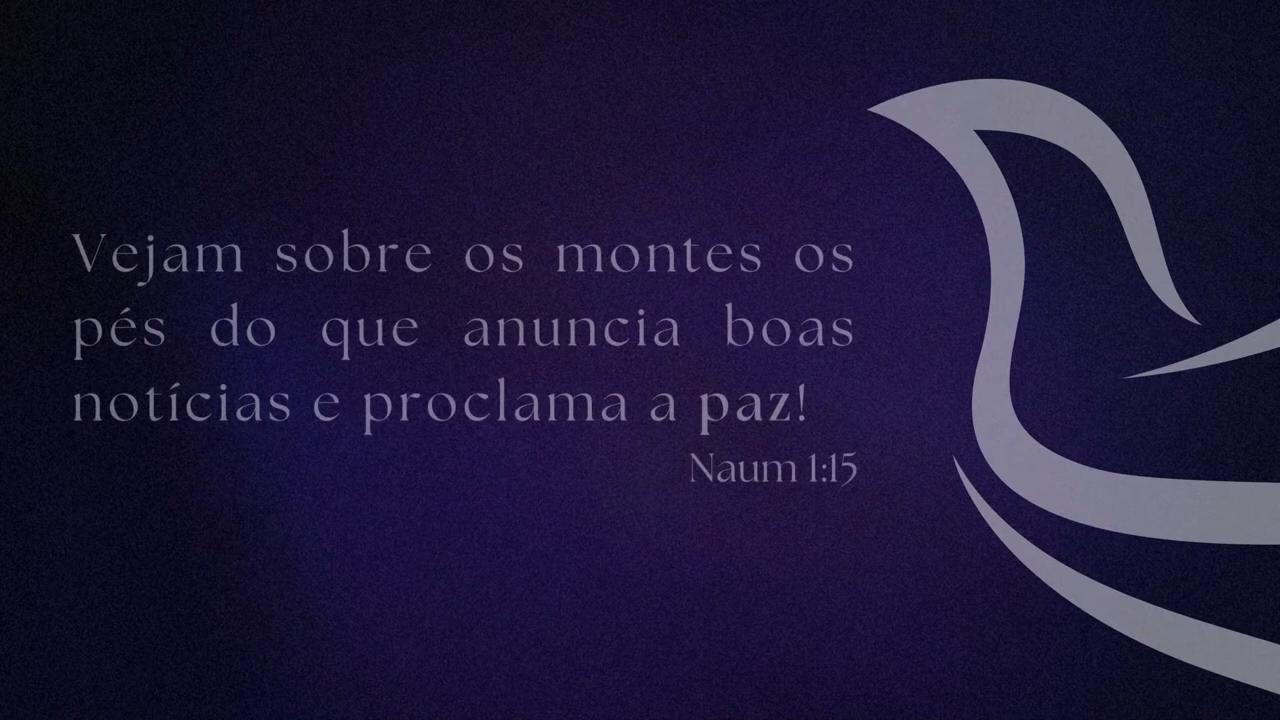 Vejam sobre os montes os
pés do que anuncia boas
notícias e proclama a paz!
Naum 1:15